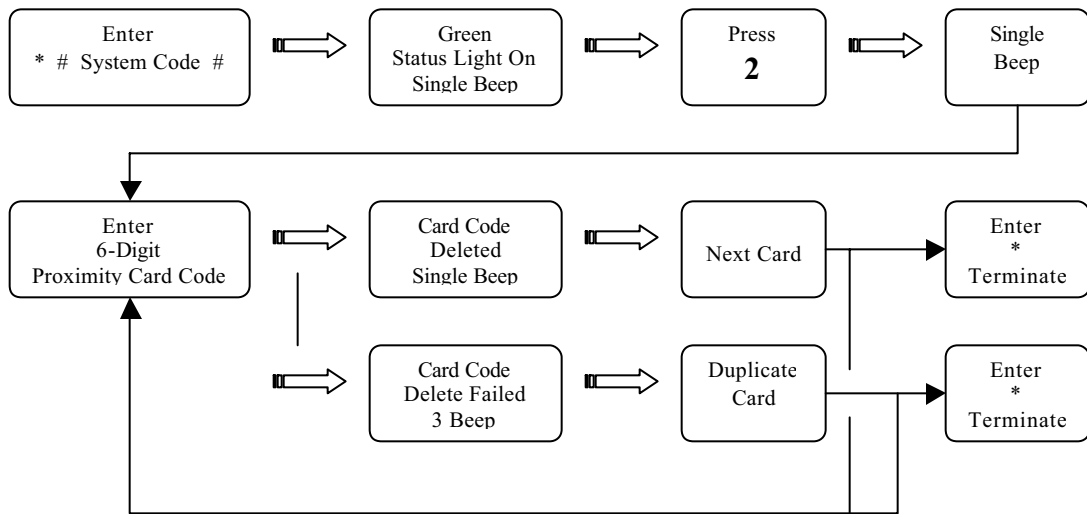 Enter
* # System Code #
Green
Status Light On
Single Beep
Press
2
Single
Beep
Enter
6-Digit
Proximity Card Code
Card Code
Deleted
Single Beep
Next Card
Enter
*
Terminate
Card Code
Delete Failed
3 Beep
Duplicate
Card
Enter
*
Terminate